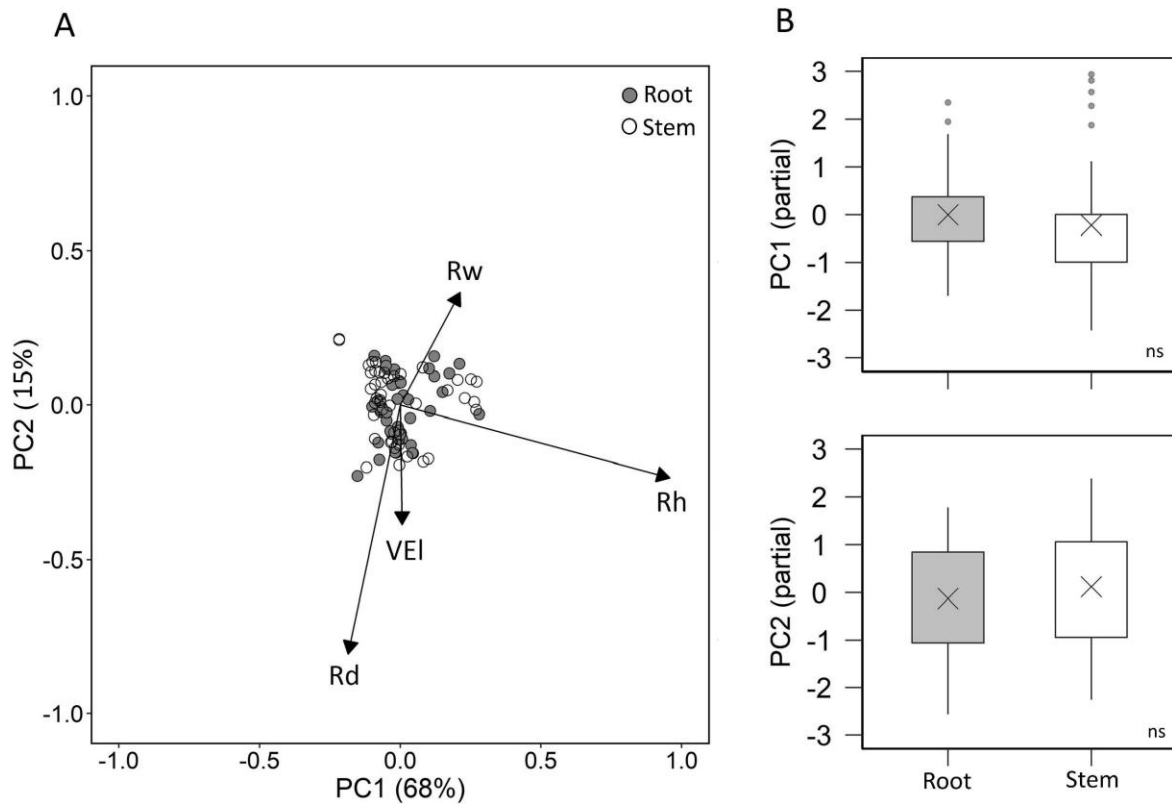 A
Root
Stem
1.0
0.5
0.0
-0.5
-1.0
PC2 (15%)
Rw
Rh
VEl
Rd
-1.0 -0.5 0.0 0.5 1.0
PC1 (68%)
B
3
2
1
0
-1
-2
-3
PC1 (partial)
ns
3
2
1
0
-1
-2
-3
PC2 (partial)
ns
Root Stem